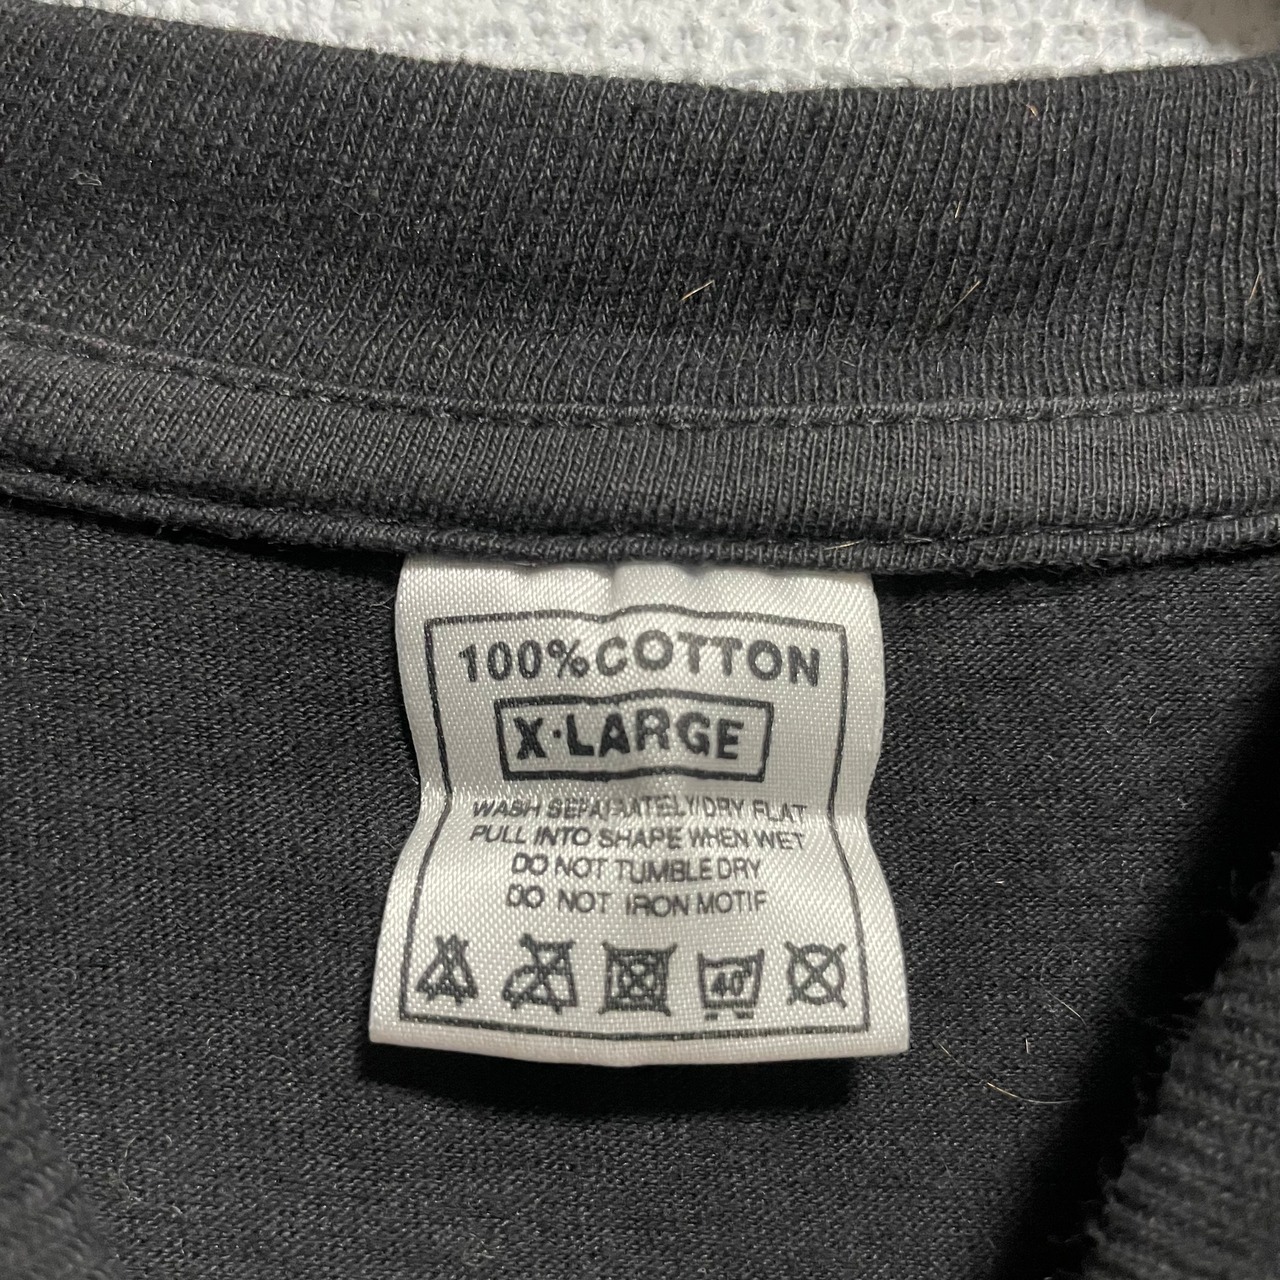 100% COTTON
X·LARGE
WASH SEPARATELY/DRY FLAT
PULL INTO SHAPE WHEN WET
DO NOT TUMBLE DRY
DO NOT IRON MOTIF
40°